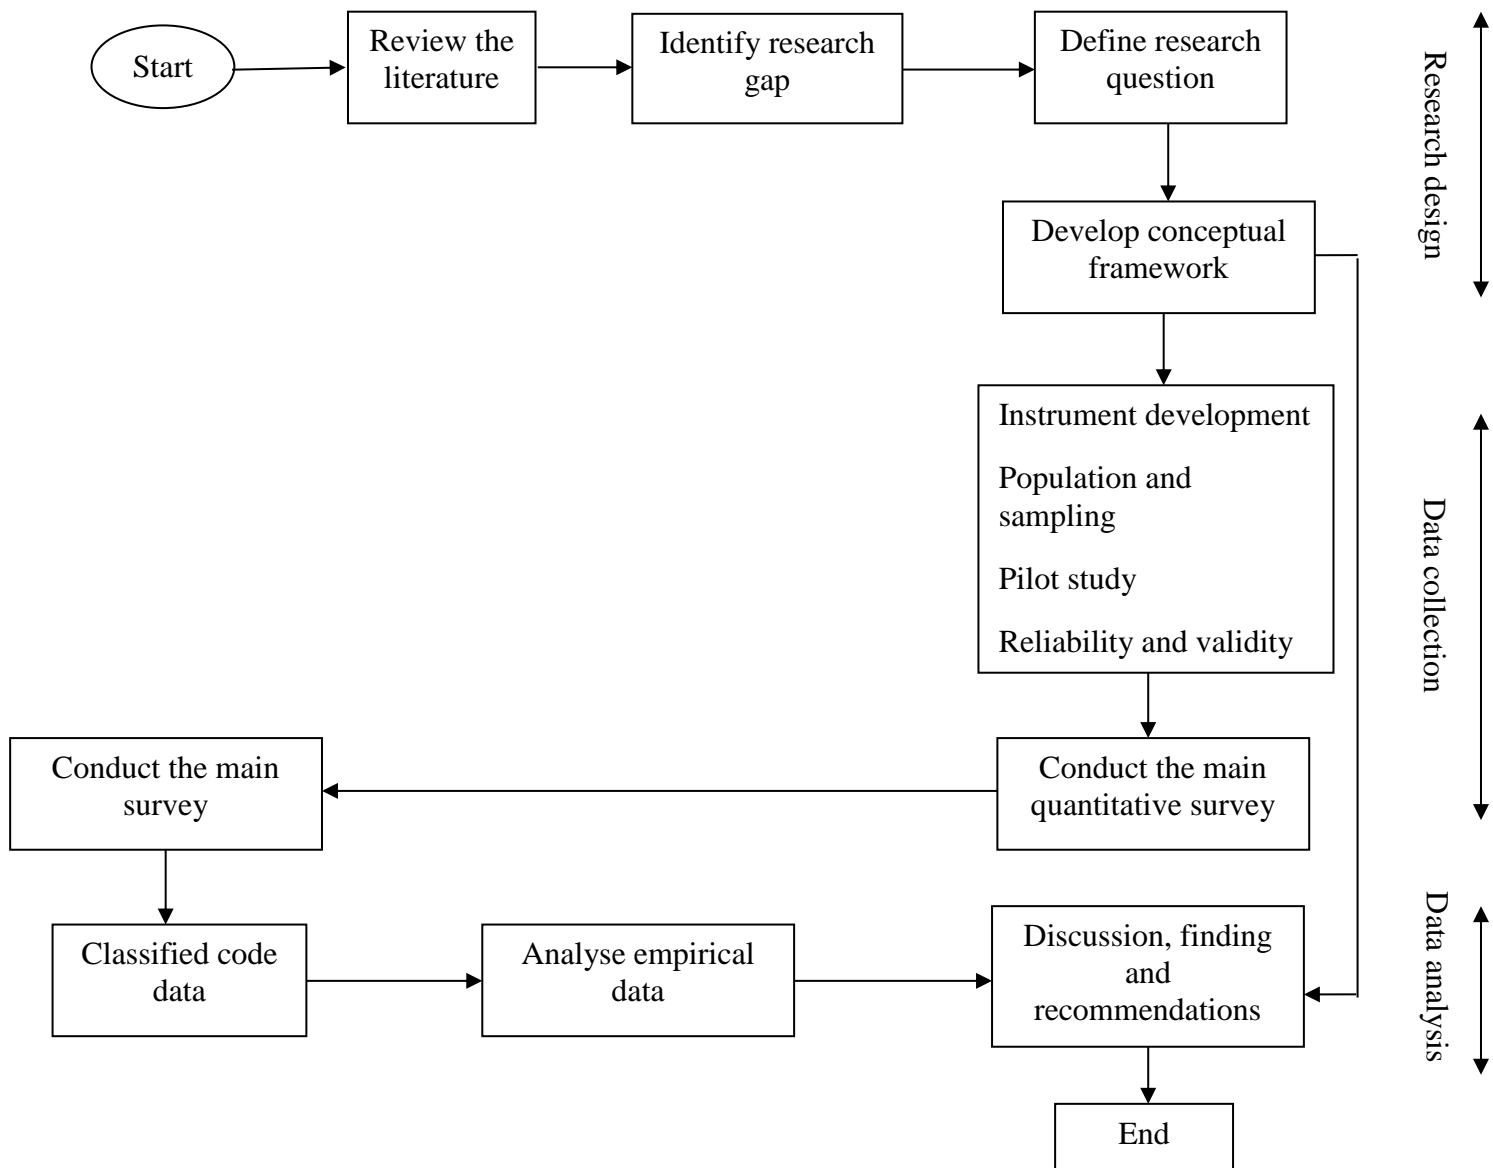 Start
Review the
literature
Identify research
gap
Define research
question
Research design
Develop conceptual
framework
Instrument development
Population and
sampling
Pilot study
Reliability and validity
Data collection
Conduct the main
survey
Conduct the main
quantitative survey
Classified code
data
Analyse empirical
data
Discussion, finding
and
recommendations
Data analysis
End